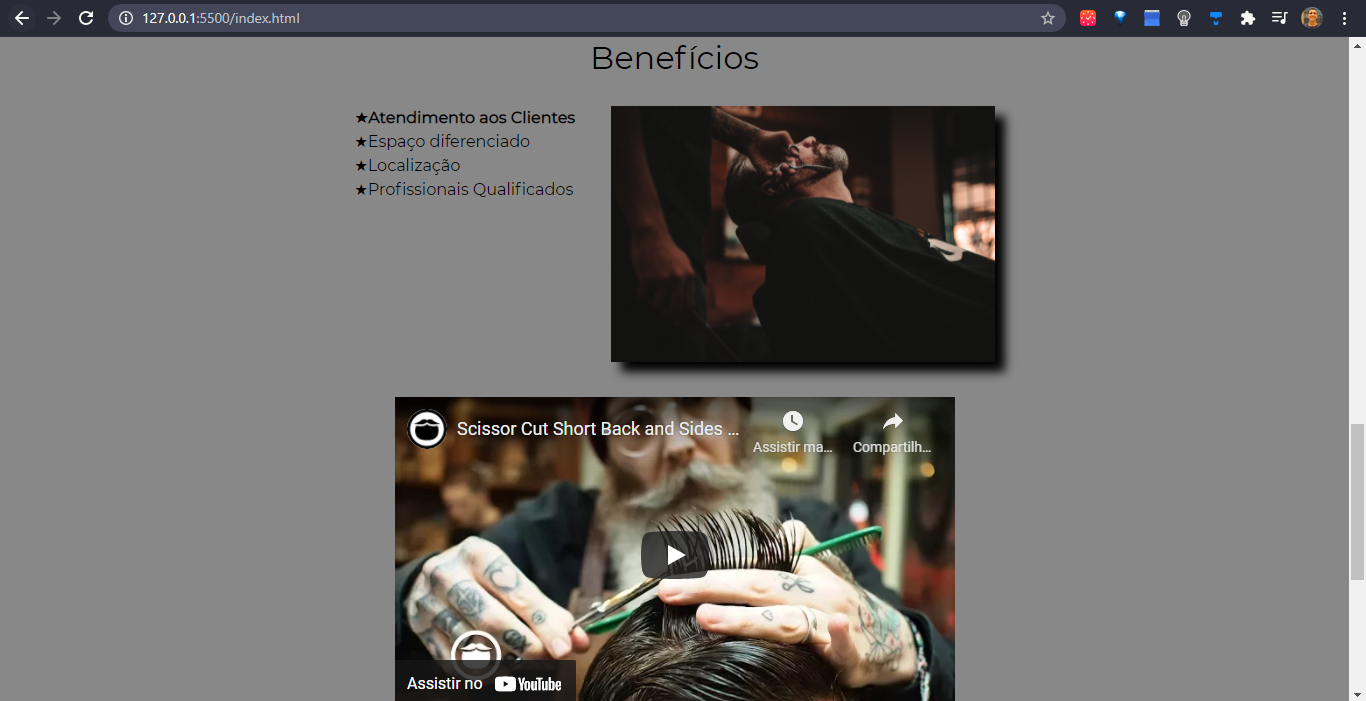 127.0.0.1:5500/index.html
Benefícios
★Atendimento aos Clientes
★Espaço diferenciado
★Localização
★Profissionais Qualificados
Scissor Cut Short Back and Sides ...
Assistir ma...
Compartilh...
Assistir no YouTube